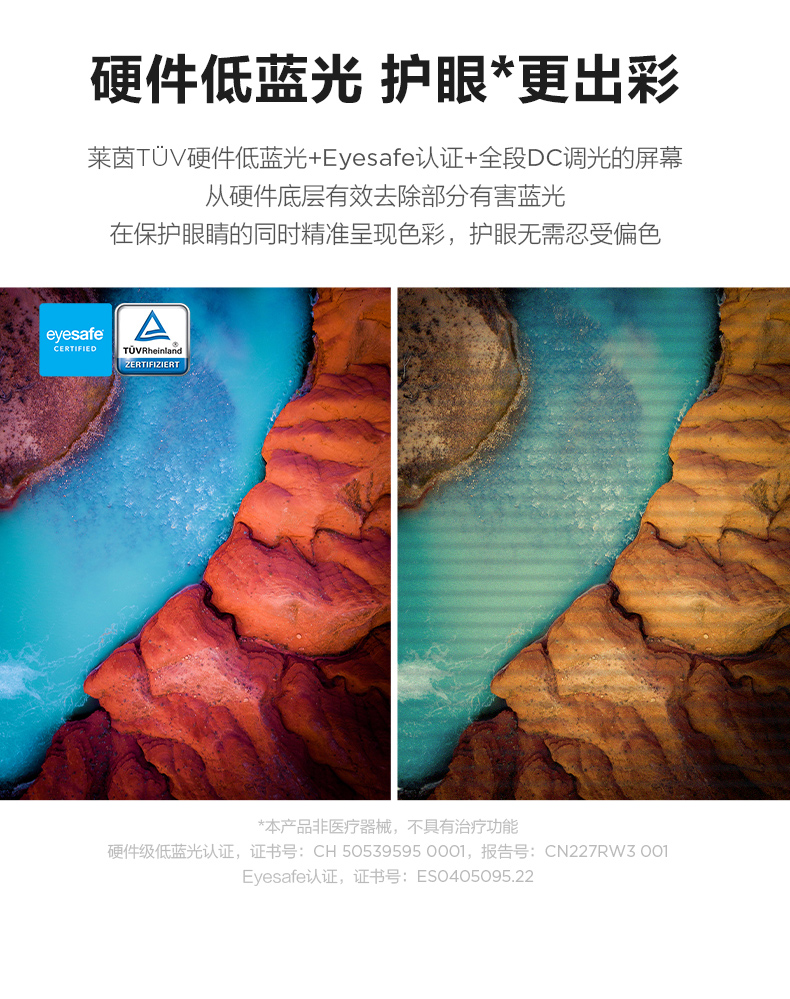 硬件低蓝光 护眼*更出彩
莱茵TÜV硬件低蓝光+Eyesafe认证+全段DC调光的屏幕
从硬件底层有效去除部分有害蓝光
在保护眼睛的同时精准呈现色彩，护眼无需忍受偏色
eyesafe®
CERTIFIED
TÜVRheinland®
ZERTIFIZIERT
*本产品非医疗器械，不具有治疗功能
硬件级低蓝光认证，证书号：CH 50539595 0001，报告号：CN227RW3 001
Eyesafe认证，证书号：ES0405095.22